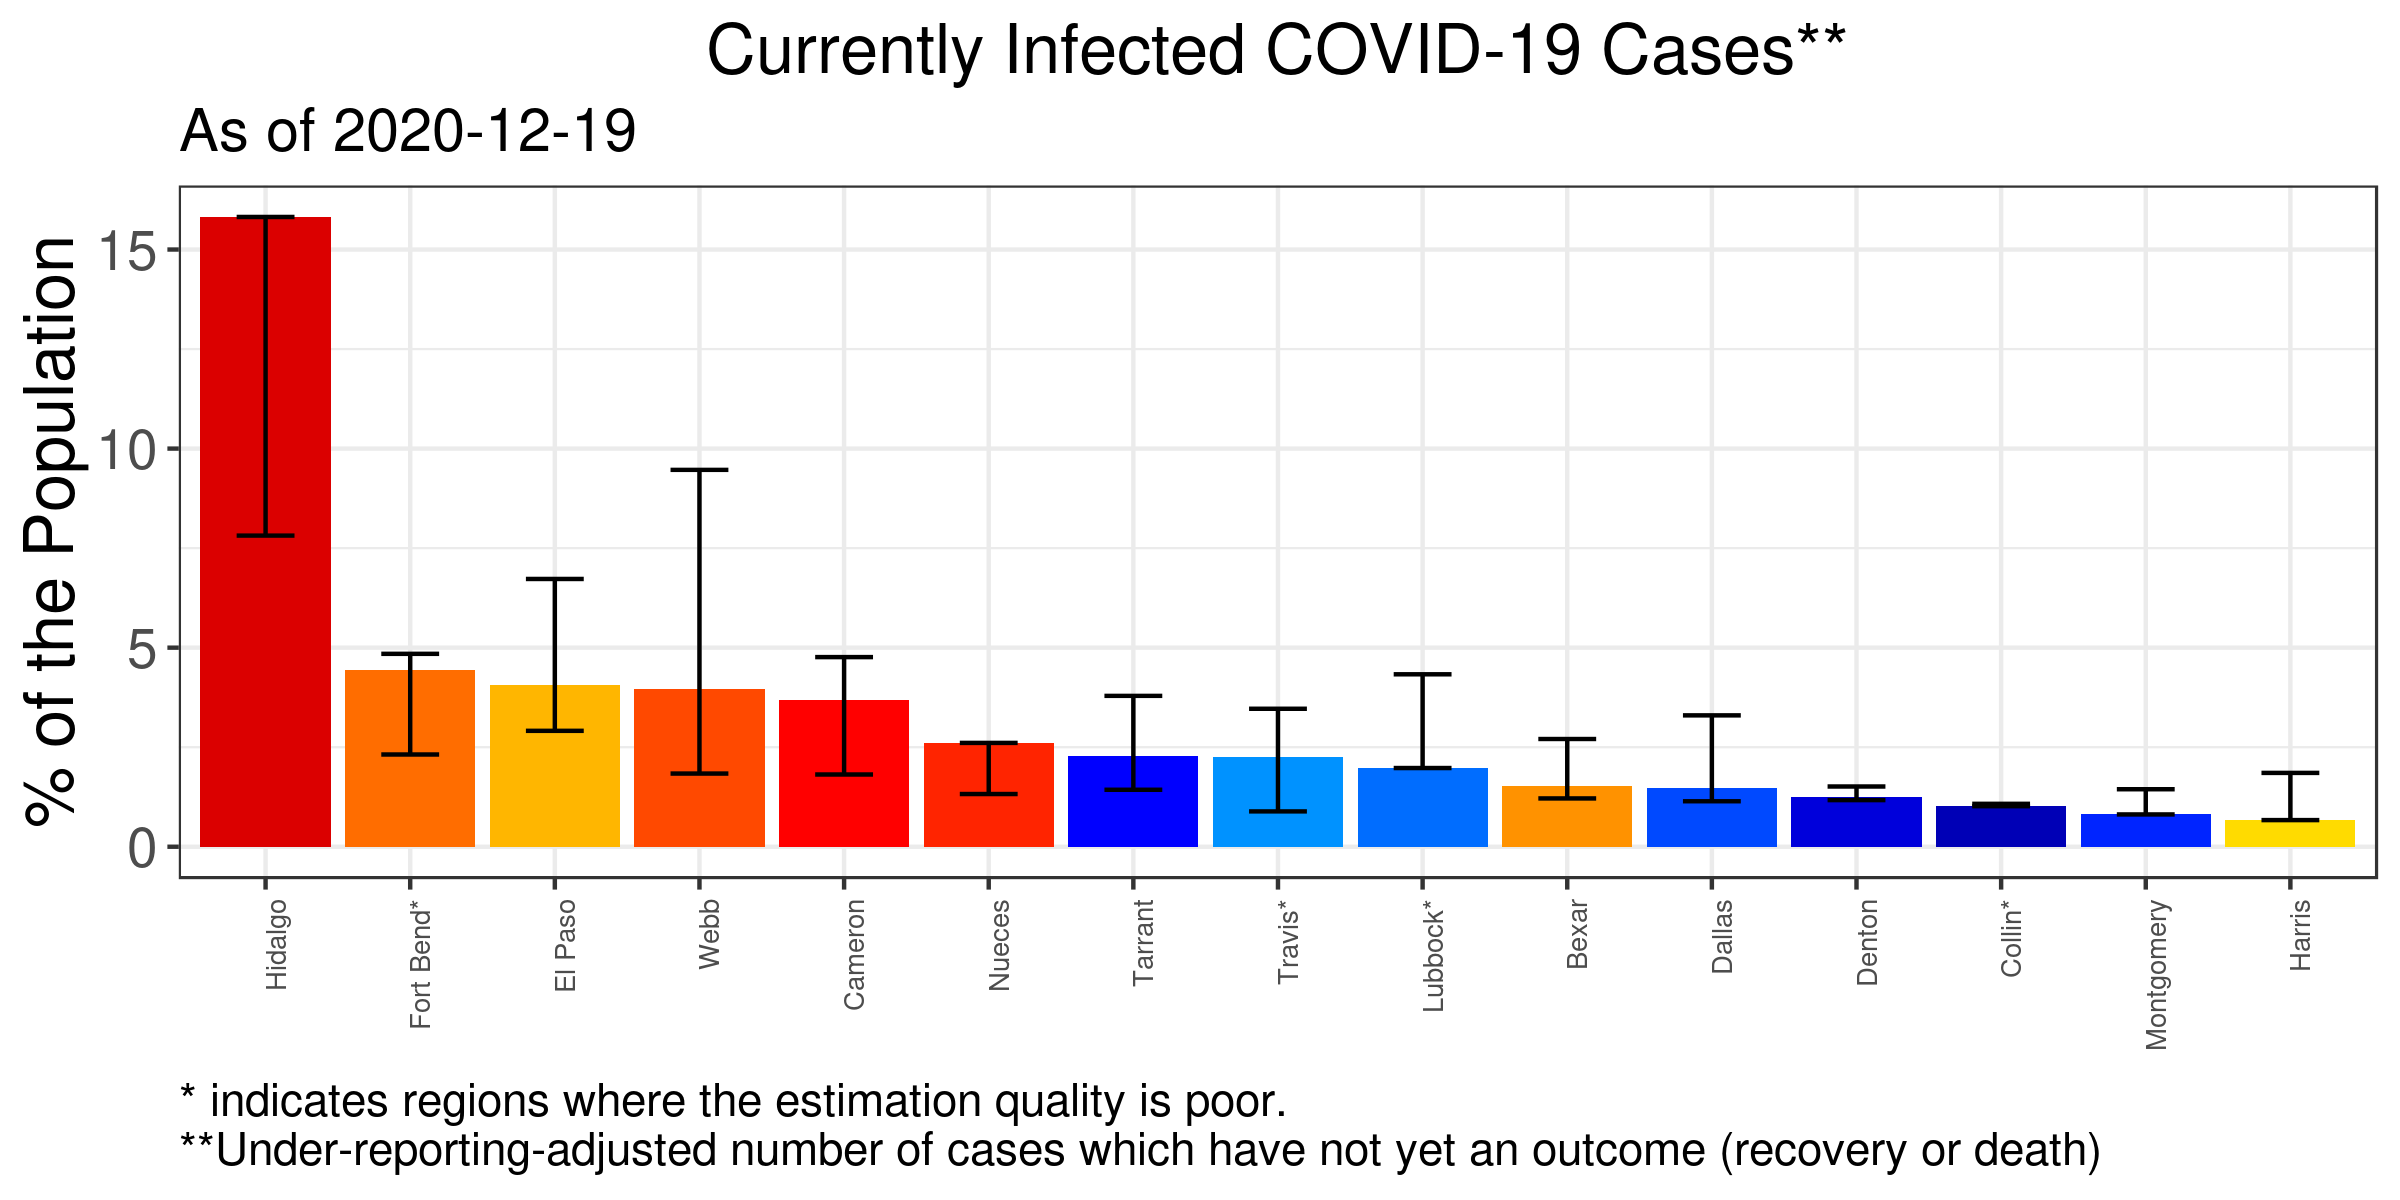 Currently Infected COVID-19 Cases**
As of 2020-12-19
% of the Population
15
10
5
0
Hidalgo
Fort Bend*
El Paso
Webb
Cameron
Nueces
Tarrant
Travis*
Lubbock*
Bexar
Dallas
Denton
Collin*
Montgomery
Harris
* indicates regions where the estimation quality is poor.
**Under-reporting-adjusted number of cases which have not yet an outcome (recovery or death)